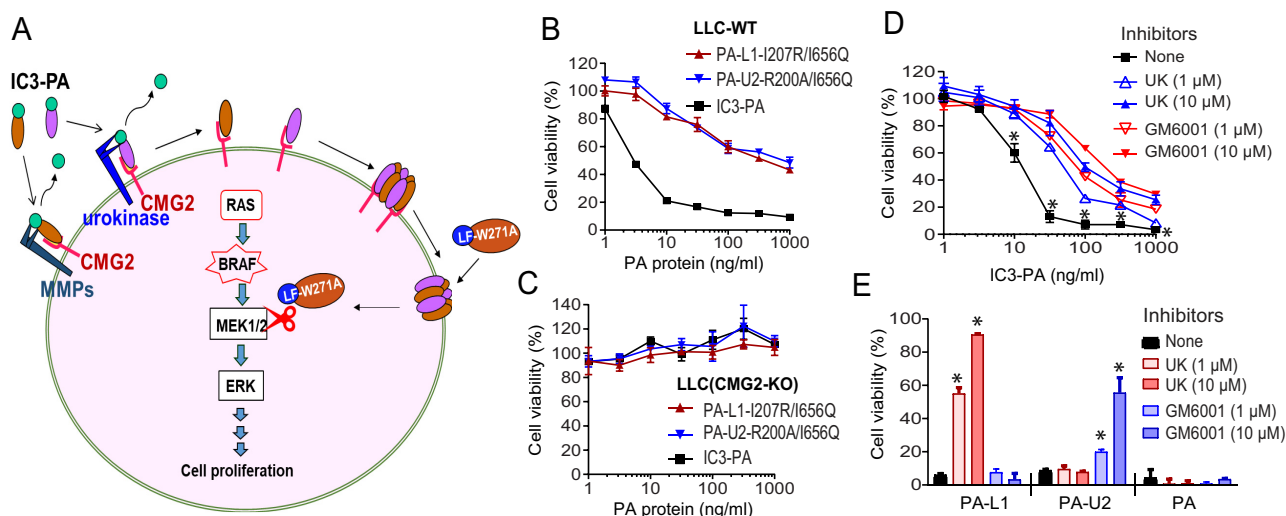 A
IC3-PA
CMG2
urokinase
CMG2
MMPs
RAS
BRAF
MEK1/2
ERK
Cell proliferation
LF-W271A
LF-W271A
B
LLC-WT
PA-L1-I207R/I656Q
PA-U2-R200A/I656Q
IC3-PA
Cell viability (%)
120
100
80
60
40
20
0
1 10 100 1000
PA protein (ng/ml)
C
Cell viability (%)
140
120
100
80
60
40
20
0
LLC(CMG2-KO)
PA-L1-I207R/I656Q
PA-U2-R200A/I656Q
IC3-PA
1 10 100 1000
PA protein (ng/ml)
D
Inhibitors
None
UK (1 µM)
UK (10 µM)
GM6001 (1 µM)
GM6001 (10 µM)
Cell viability (%)
120
100
80
60
40
20
0
* * * * *
1 10 100 1000
IC3-PA (ng/ml)
E
Inhibitors
None
UK (1 µM)
UK (10 µM)
GM6001 (1 µM)
GM6001 (10 µM)
Cell viability (%)
100
80
60
40
20
0
* * * *
PA-L1 PA-U2 PA